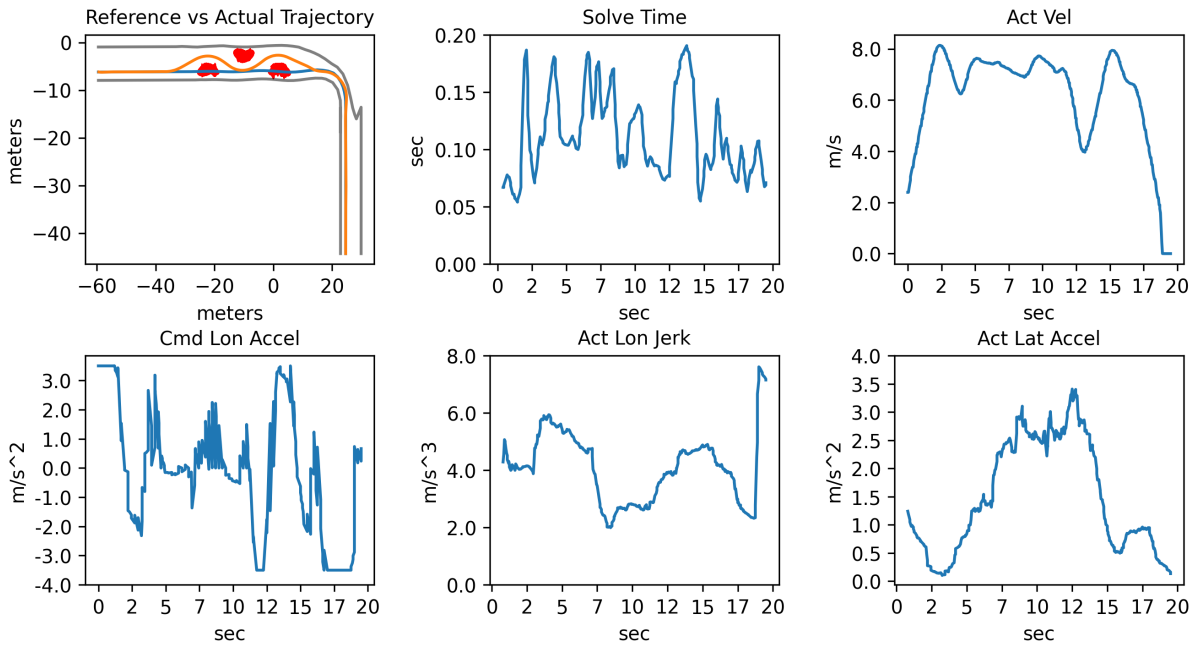 Reference vs Actual Trajectory
0
−10
−20
−30
−40
meters
−60 −40 −20 0 20
meters
Solve Time
0.20
0.15
0.10
0.05
0.00
sec
0 2 5 7 10 12 15 17 20
sec
Act Vel
8.0
6.0
4.0
2.0
0.0
m/s
0 2 5 7 10 12 15 17 20
sec
Cmd Lon Accel
3.0
2.0
1.0
0.0
-1.0
-2.0
-3.0
-4.0
m/s^2
0 2 5 7 10 12 15 17 20
sec
Act Lon Jerk
8.0
6.0
4.0
2.0
0.0
m/s^3
0 2 5 7 10 12 15 17 20
sec
Act Lat Accel
4.0
3.5
3.0
2.5
2.0
1.5
1.0
0.5
0.0
m/s^2
0 2 5 7 10 12 15 17 20
sec